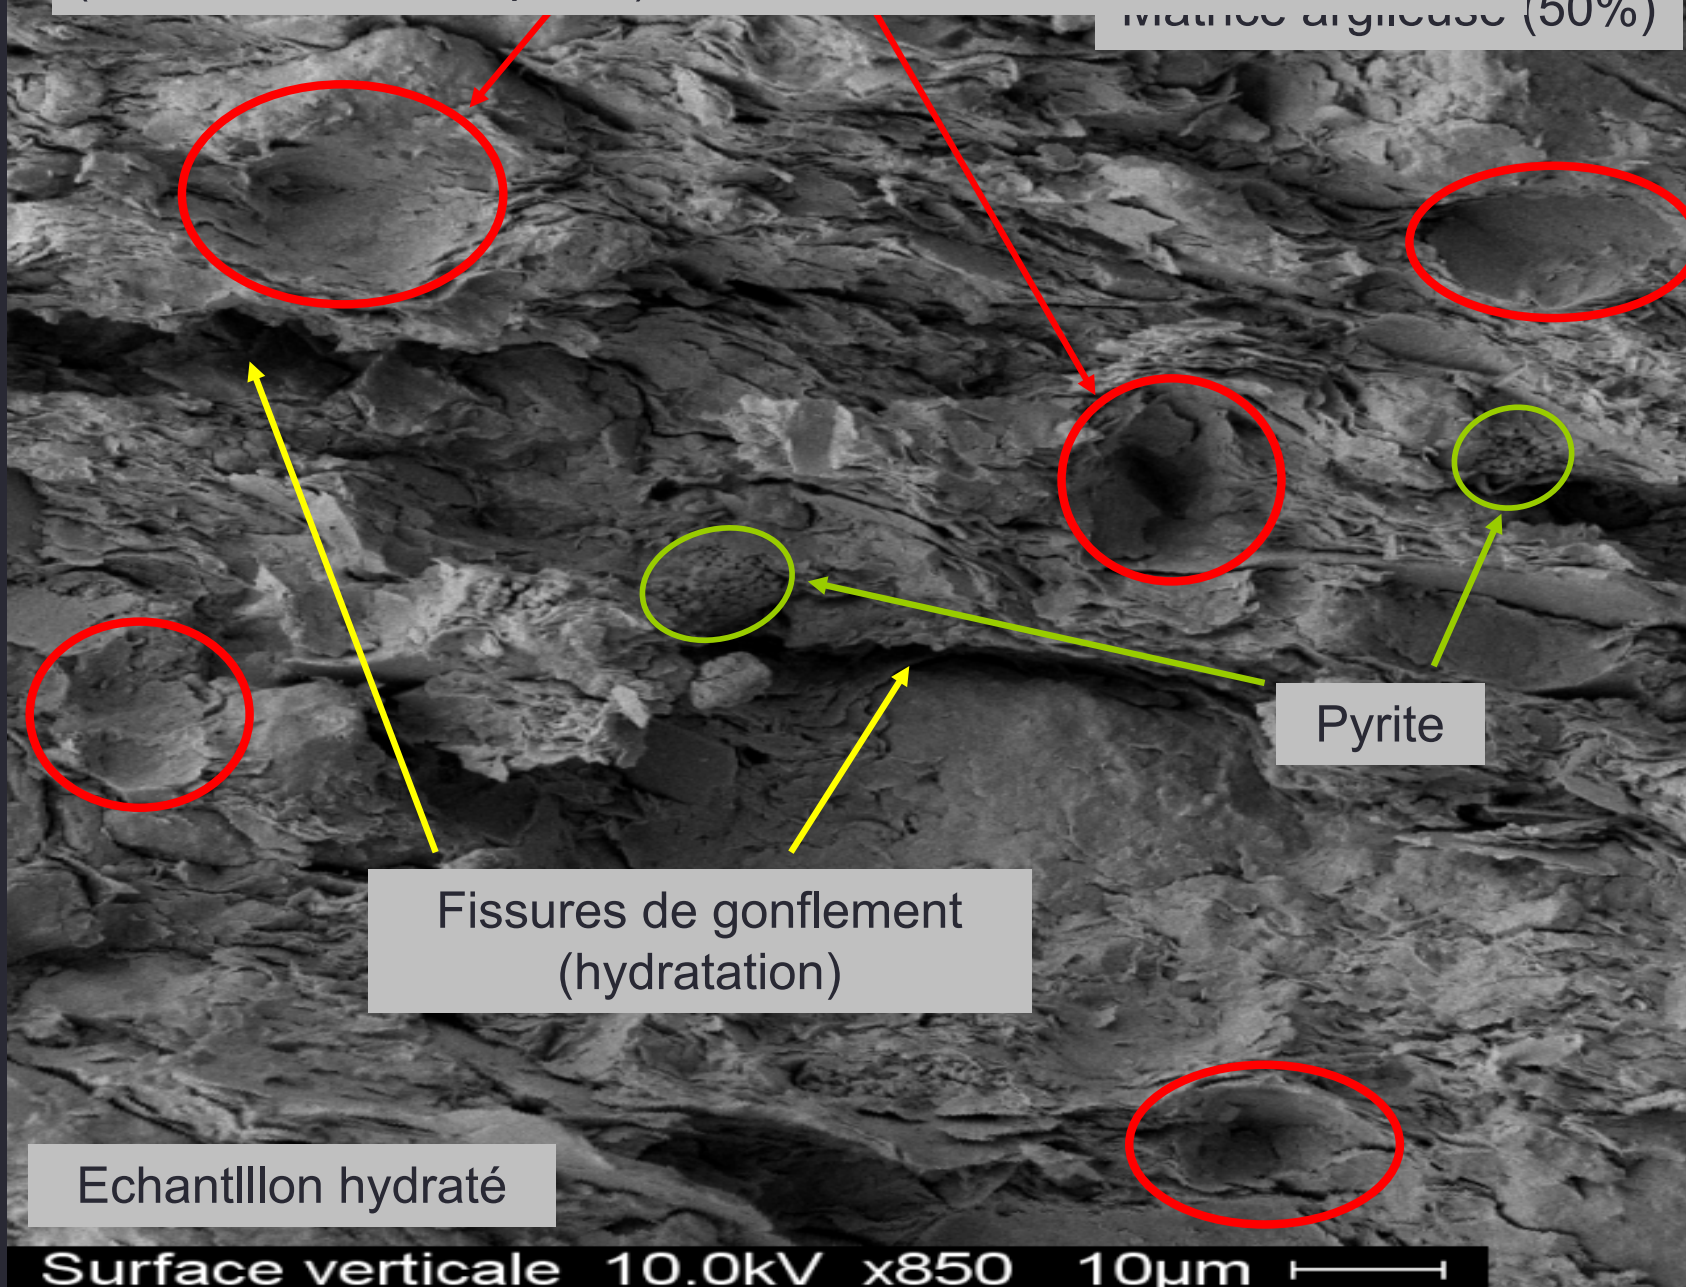 Matrice argileuse (50%)
Pyrite
Fissures de gonflement
(hydratation)
Echantlllon hydraté
Surface verticale 10.0kV x850 10µm